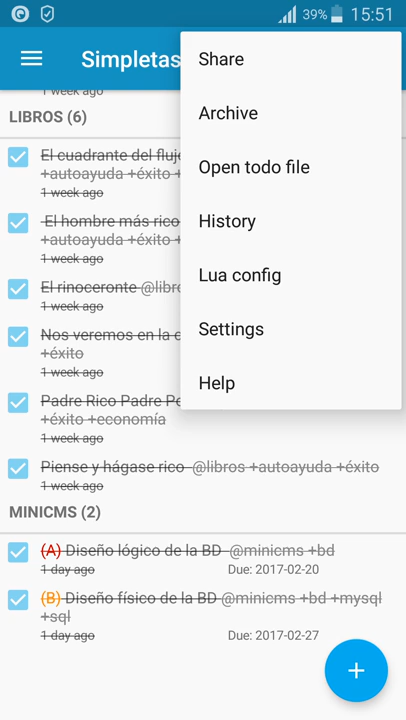 39% 15:51
Simpletas
Share
1 week ago
LIBROS (6)
Archive
El cuadrante del fluj
+autoayuda +éxito +
1 week ago
Open todo file
El hombre más rico
+autoayuda +éxito +
1 week ago
History
El rinoceronte @libro
1 week ago
Lua config
Nos veremos en la
+éxito
1 week ago
Settings
Padre Rico Padre
+éxito +economía
1 week ago
Help
Piense y hágase rico @libros +autoayuda +éxito
1 week ago
MINICMS (2)
(A) Diseño lógico de la BD @minicms +bd
1 day ago Due: 2017-02-20
(B) Diseño físico de la BD @minicms +bd +mysql
+sql
1 day ago Due: 2017-02-27
+